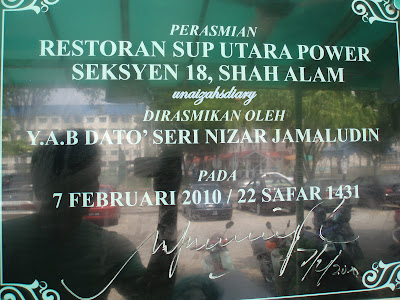 PERASMIAN
RESTORAN SUP UTARA POWER
SEKSYEN 18, SHAH ALAM
unaizahsdiary
DIRASMIKAN OLEH
Y.A.B DATO' SERI NIZAR JAMALUDIN
PADA
7 FEBRUARI 2010 / 22 SAFAR 1431